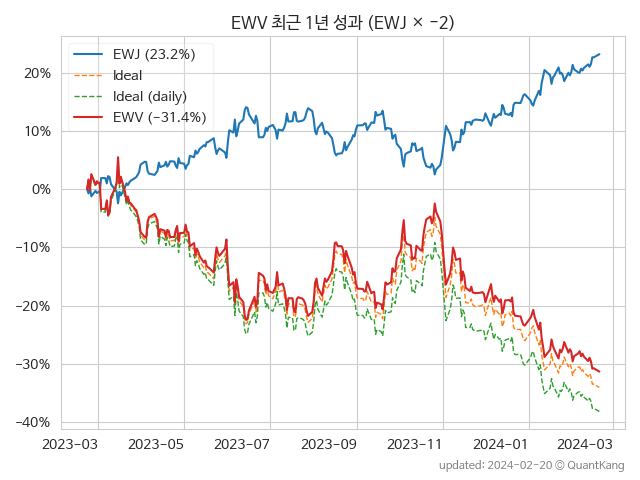 EWV 최근 1년 성과 (EWJ × −2)
EWJ (23.2%)
Ideal
Ideal (daily)
EWV (−31.4%)
20%
10%
0%
−10%
−20%
−30%
−40%
2023-03 2023-05 2023-07 2023-09 2023-11 2024-01 2024-03
updated: 2024-02-20 © QuantKang